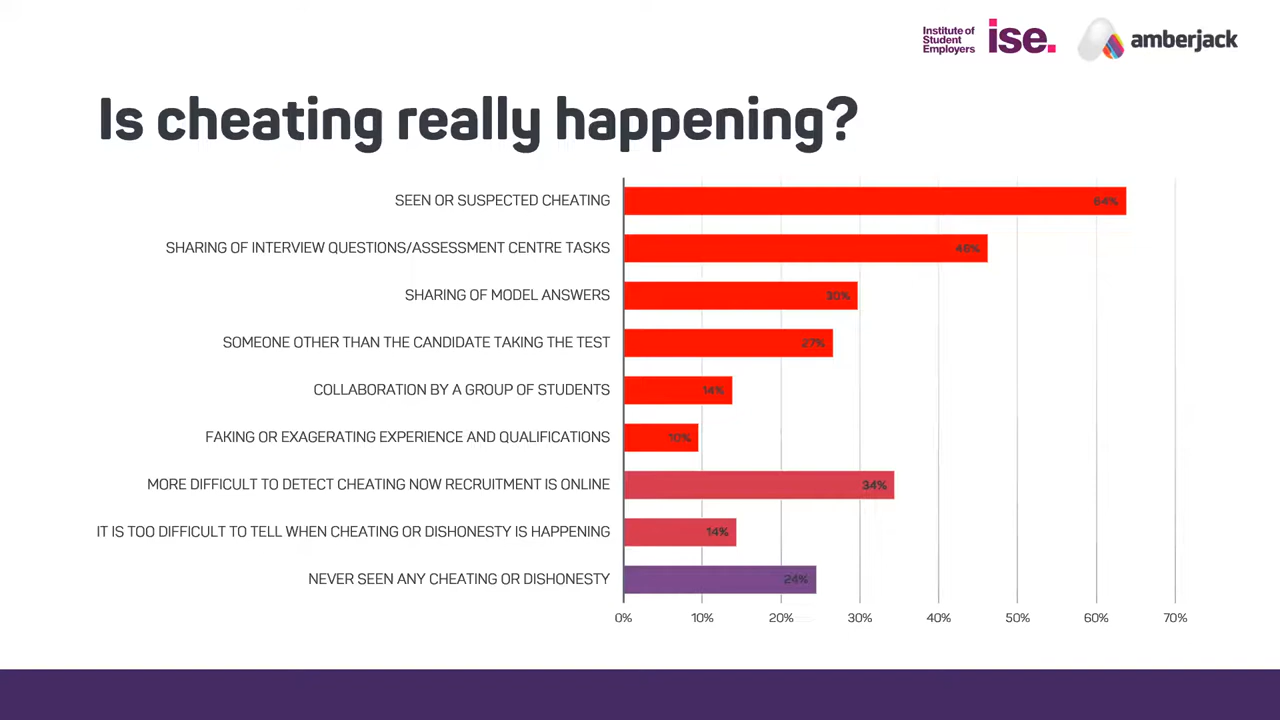 Institute of
Student
Employers
ise.
amberjack
Is cheating really happening?
SEEN OR SUSPECTED CHEATING
64%
SHARING OF INTERVIEW QUESTIONS/ASSESSMENT CENTRE TASKS
46%
SHARING OF MODEL ANSWERS
30%
SOMEONE OTHER THAN THE CANDIDATE TAKING THE TEST
27%
COLLABORATION BY A GROUP OF STUDENTS
14%
FAKING OR EXAGERATING EXPERIENCE AND QUALIFICATIONS
10%
MORE DIFFICULT TO DETECT CHEATING NOW RECRUITMENT IS ONLINE
34%
IT IS TOO DIFFICULT TO TELL WHEN CHEATING OR DISHONESTY IS HAPPENING
14%
NEVER SEEN ANY CHEATING OR DISHONESTY
24%
0% 10% 20% 30% 40% 50% 60% 70%